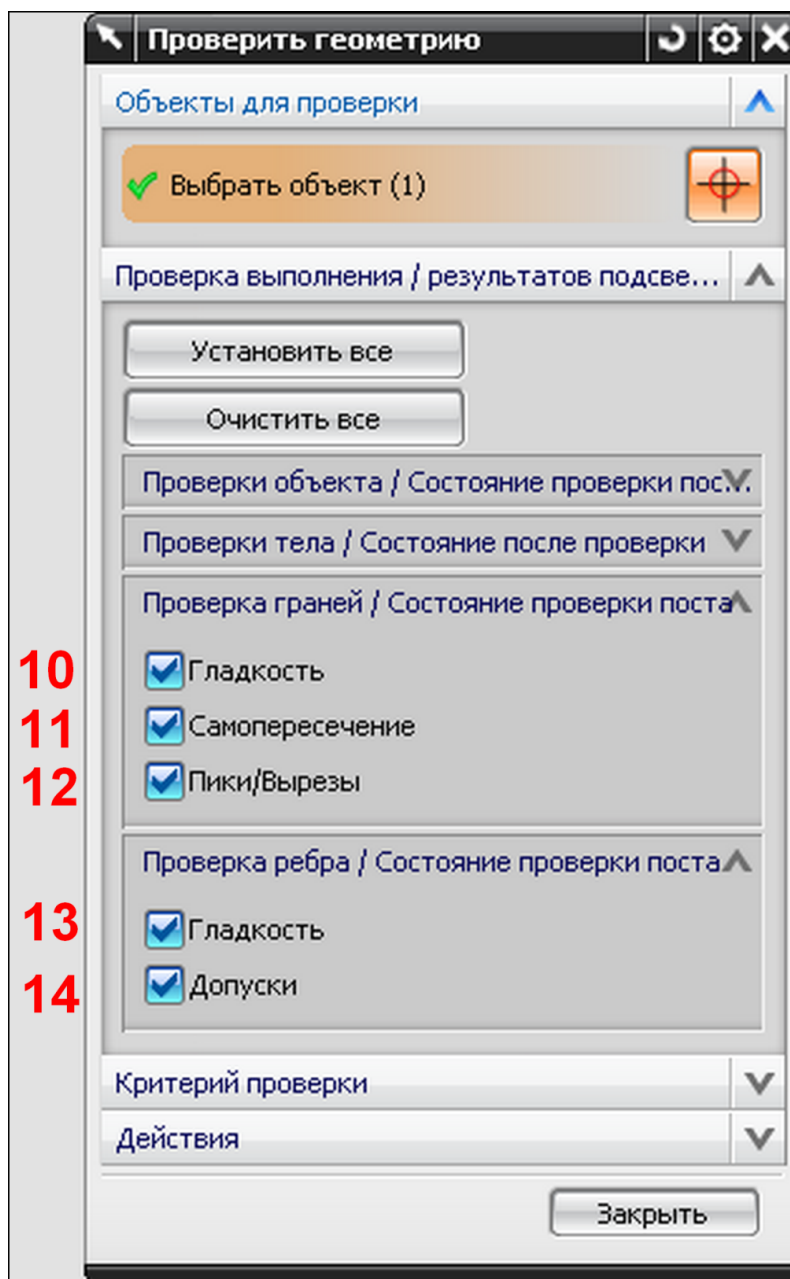 Проверить геометрию
Объекты для проверки
Выбрать объект (1)
Проверка выполнения / результатов подсве...
Установить все
Очистить все
Проверки объекта / Состояние проверки пос...
Проверки тела / Состояние после проверки
Проверка граней / Состояние проверки поста
10 Гладкость
11 Самопересечение
12 Пики/Вырезы
Проверка ребра / Состояние проверки поста
13 Гладкость
14 Допуски
Критерий проверки
Действия
Закрыть